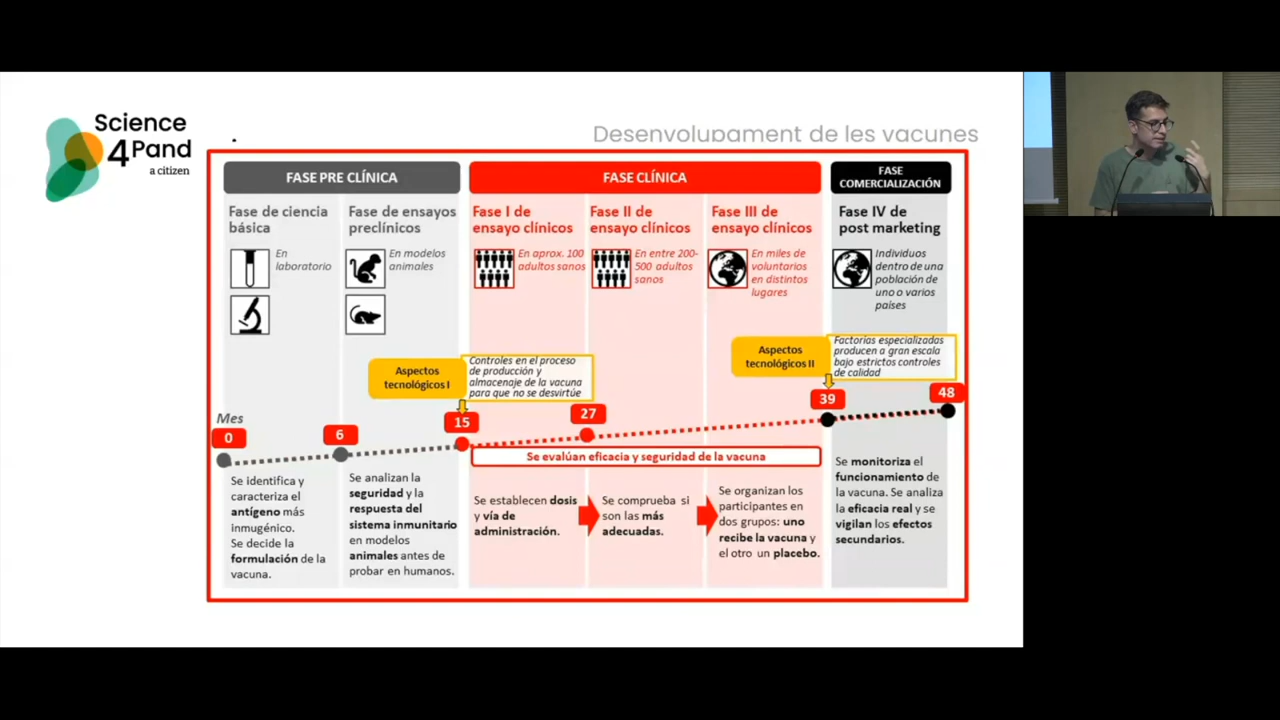 Science
4Pand
a citizen
Desenvolupament de les vacunes
FASE PRE CLÍNICA
FASE CLÍNICA
FASE
COMERCIALIZACIÓN
Fase de ciencia
básica
Fase de ensayos
preclínicos
Fase I de
ensayo clínicos
Fase II de
ensayo clínicos
Fase III de
ensayo clínicos
Fase IV de
post marketing
En
laboratorio
En modelos
animales
En aprox. 100
adultos sanos
En entre 200-
500 adultos
sanos
En miles de
voluntarios
en distintos
lugares
Individuos
dentro de una
población de
uno o varios
países
Aspectos
tecnológicos I
Controles en el proceso
de producción y
almacenaje de la vacuna
para que no se desvirtúe
Aspectos
tecnológicos II
Factorías especializadas
producen a gran escala
bajo estrictos controles
de calidad
Mes
0
6
15
27
39
48
Se evalúan eficacia y seguridad de la vacuna
Se identifica y
caracteriza el
antígeno más
inmugénico.
Se decide la
formulación de la
vacuna.
Se analizan la
seguridad y la
respuesta del
sistema inmunitario
en modelos
animales antes de
probar en humanos.
Se establecen dosis
y vía de
administración.
Se comprueba si
son las más
adecuadas.
Se organizan los
participantes en
dos grupos: uno
recibe la vacuna y
el otro un placebo.
Se monitoriza el
funcionamiento de
la vacuna. Se analiza
la eficacia real y se
vigilan los efectos
secundarios.